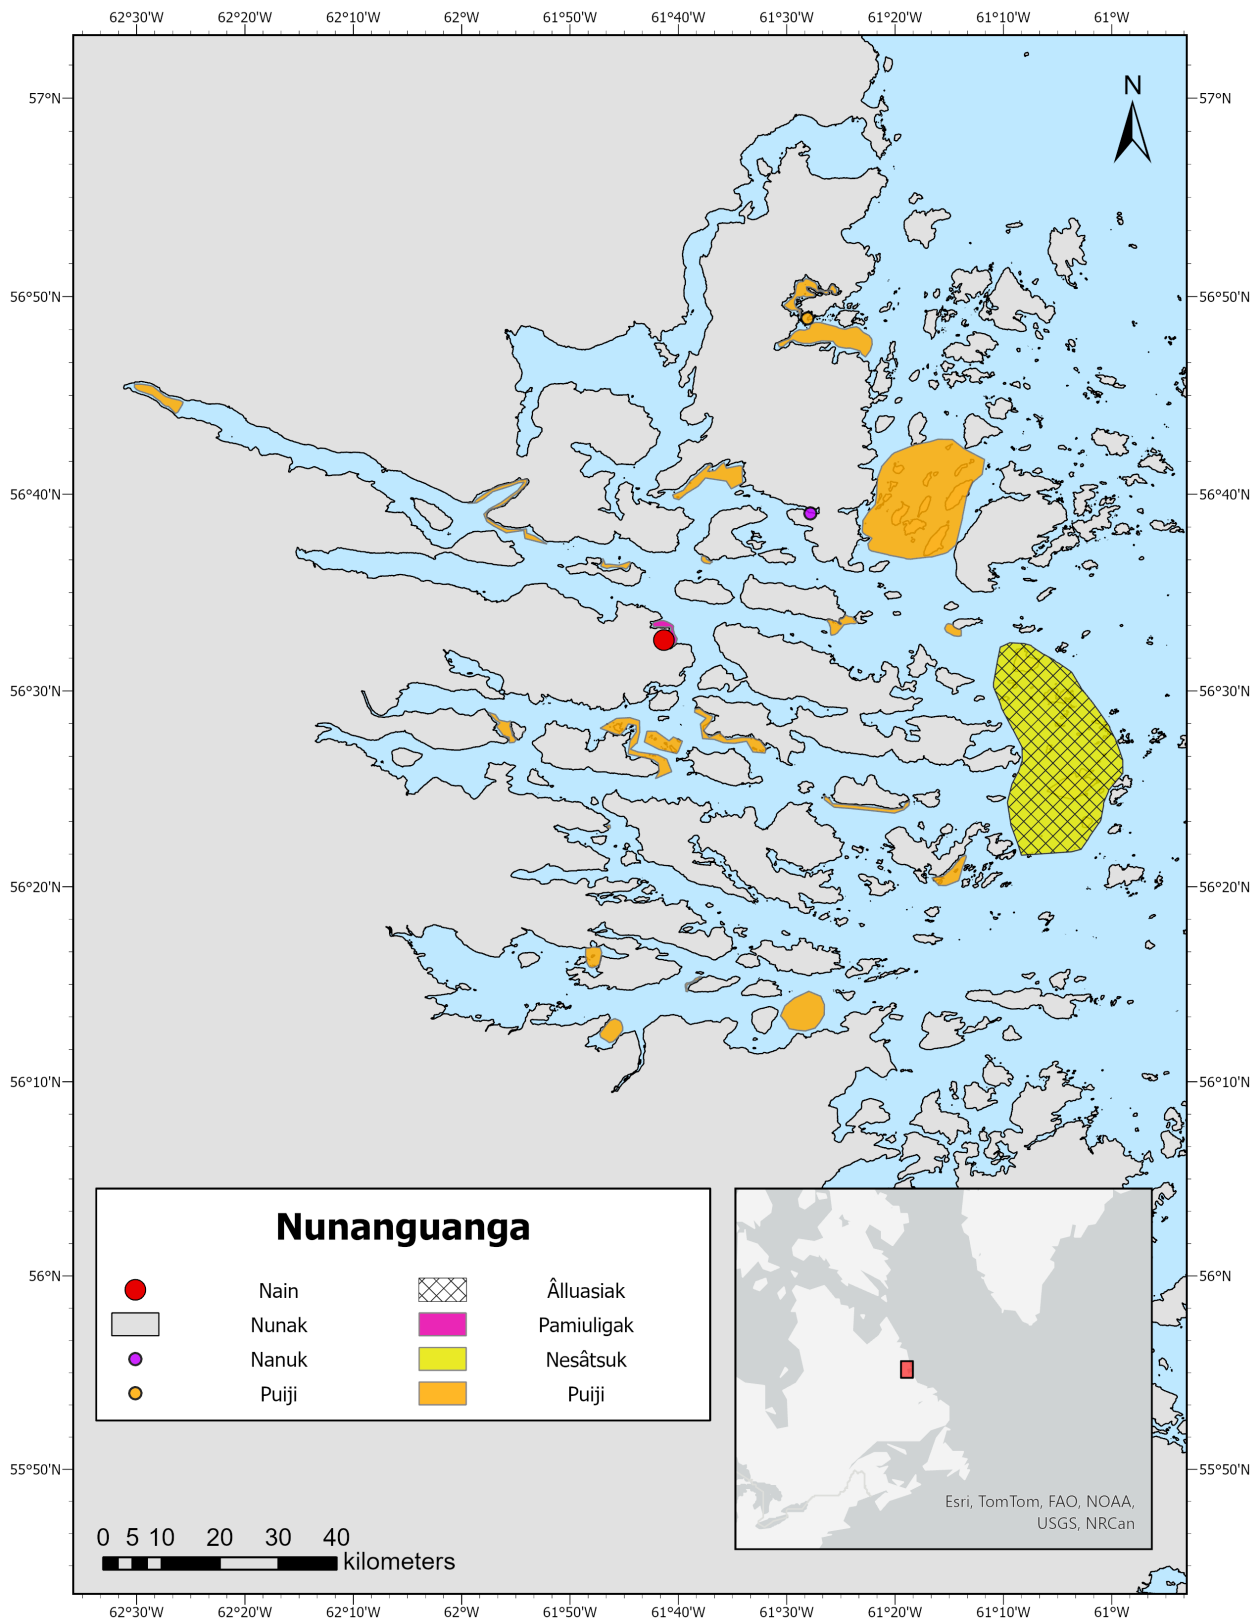 62°30'W 62°20'W 62°10'W 62°W 61°50'W 61°40'W 61°30'W 61°20'W 61°10'W 61°W
N
57°N 57°N
56°50'N 56°50'N
56°40'N 56°40'N
56°30'N 56°30'N
56°20'N 56°20'N
56°10'N 56°10'N
56°N 56°N
55°50'N 55°50'N
Nunanguanga
Nain Âlluasiak
Nunak Pamiuligak
Nanuk Nesâtsuk
Puiji Puiji
Esri, TomTom, FAO, NOAA,
USGS, NRCan
0 5 10 20 30 40
kilometers
62°30'W 62°20'W 62°10'W 62°W 61°50'W 61°40'W 61°30'W 61°20'W 61°10'W 61°W